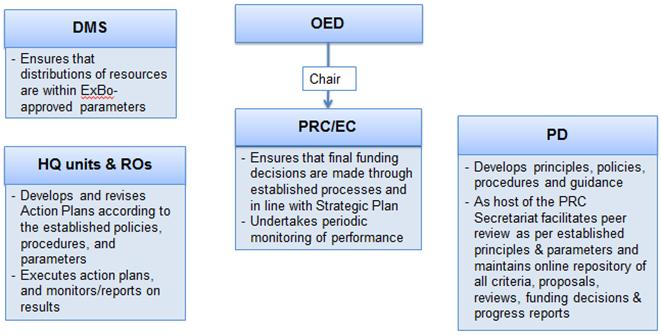 DMS
- Ensures that
distributions of resources
are within ExBo-
approved parameters
OED
Chair
PRC/EC
- Ensures that final funding
decisions are made through
established processes and
in line with Strategic Plan
- Undertakes periodic
monitoring of performance
HQ units & ROs
- Develops and revises
Action Plans according to
the established policies,
procedures, and
parameters
- Executes action plans,
and monitors/reports on
results
PD
- Develops principles, policies,
procedures and guidance
- As host of the PRC
Secretariat facilitates peer
review as per established
principles & parameters and
maintains online repository of
all criteria, proposals,
reviews, funding decisions &
progress reports